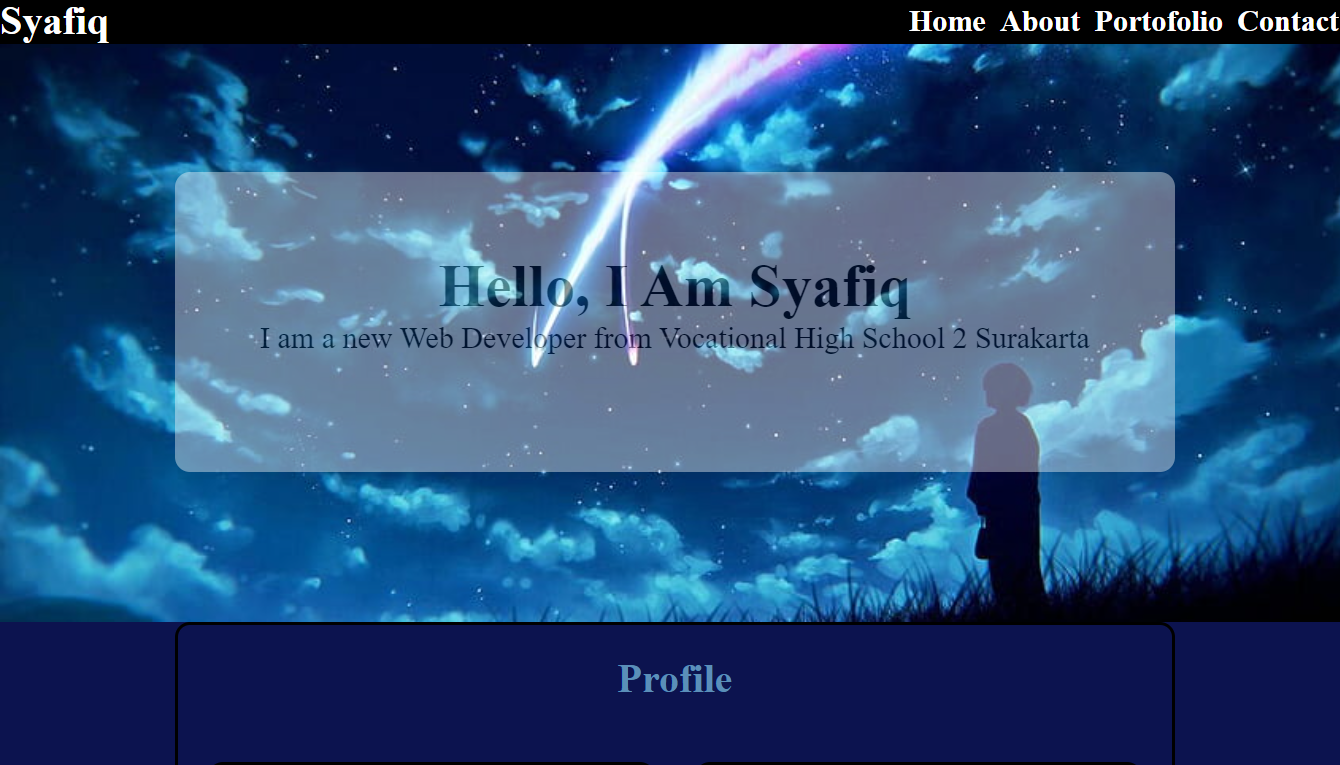 Syafiq
Home About Portofolio Contact
Hello, I Am Syafiq
I am a new Web Developer from Vocational High School 2 Surakarta
Profile